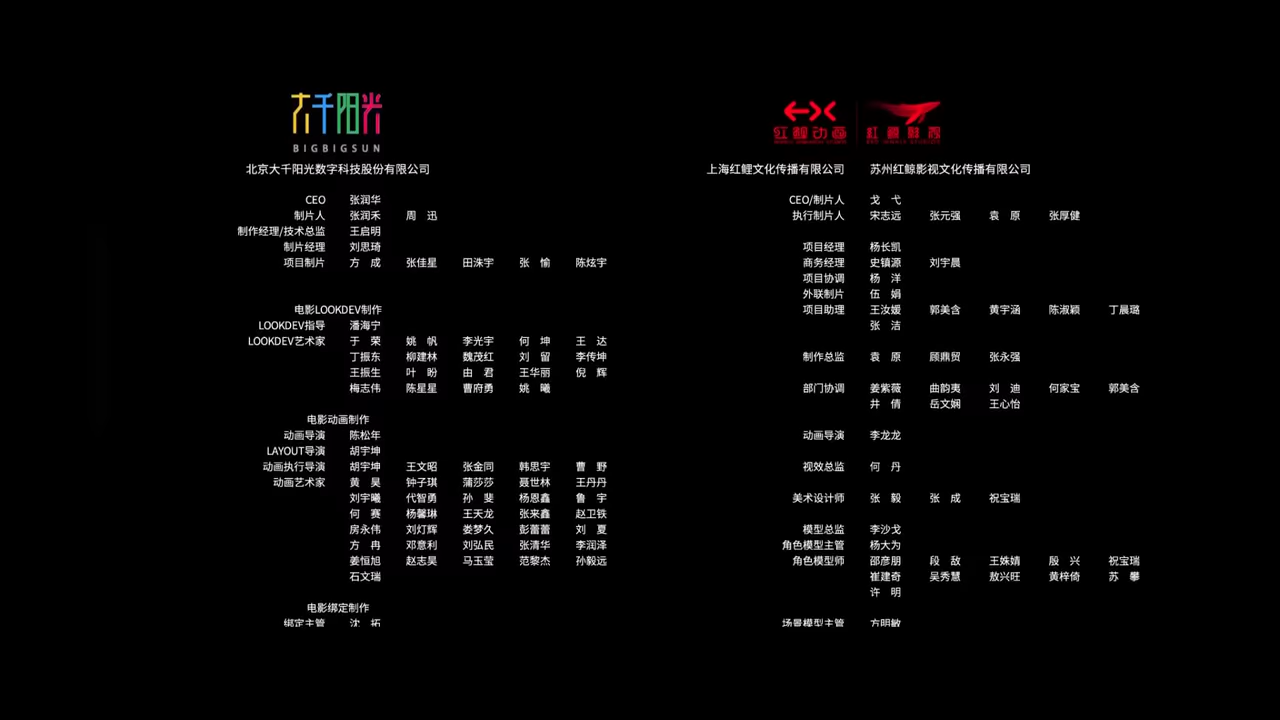 大千阳光
BIGBIGSUN
北京大千阳光数字科技股份有限公司
CEO 张润华
制片人 张润禾 周 迅
制作经理/技术总监 王启明
制片经理 刘思琦
项目制片 方 成 张佳星 田洙宇 张 愉 陈炫宇
电影LOOKDEV制作
LOOKDEV指导 潘海宁
LOOKDEV艺术家 于 荣 姚 帆 李光宇 何 坤 王 达
丁振东 柳建林 魏茂红 刘 留 李传坤
王振生 叶 盼 由 君 王华丽 倪 辉
梅志伟 陈星星 曹府勇 姚 曦
电影动画制作
动画导演 陈松年
LAYOUT导演 胡宇坤
动画执行导演 胡宇坤 王文昭 张金同 韩思宇 曹 野
动画艺术家 黄 昊 钟子琪 蒲莎莎 聂世林 王丹丹
刘宇曦 代智勇 孙 斐 杨恩鑫 鲁 宇
何 赛 杨馨琳 王天龙 张来鑫 赵卫铁
房永伟 刘灯辉 娄梦久 彭蕾蕾 刘 夏
方 冉 邓意利 刘弘民 张清华 李润泽
姜恒旭 赵志昊 马玉莹 范黎杰 孙毅远
石文瑞
电影绑定制作
绑定主管 沈 拓
红鲤动画 红鲸影视
上海红鲤文化传播有限公司 苏州红鲸影视文化传播有限公司
CEO/制片人 戈 弋
执行制片人 宋志远 张元强 袁 原 张厚健
项目经理 杨长凯
商务经理 史镇源 刘宇晨
项目协调 杨 洋
外联制片 伍 娟
项目助理 王汝媛 郭美含 黄宇涵 陈淑颖 丁晨璐
张 洁
制作总监 袁 原 顾鼎贸 张永强
部门协调 姜紫薇 曲韵夷 刘 迪 何家宝 郭美含
井 倩 岳文娴 王心怡
动画导演 李龙龙
视效总监 何 丹
美术设计师 张 毅 张 成 祝宝瑞
模型总监 李沙戈
角色模型主管 杨大为
角色模型师 邵彦朋 段 敌 王姝婧 殷 兴 祝宝瑞
崔建奇 吴秀慧 敖兴旺 黄梓倚 苏 攀
许 明
场景模型主管 方明敏